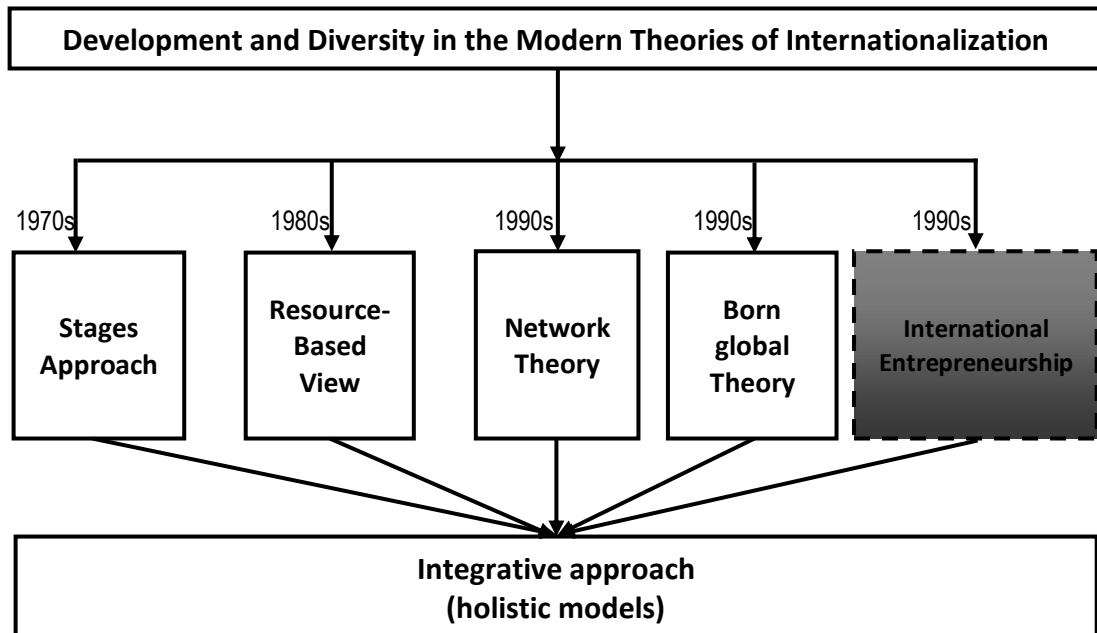 Development and Diversity in the Modern Theories of Internationalization
1970s
1980s
1990s
1990s
1990s
Stages
Approach
Resource-
Based
View
Network
Theory
Born
global
Theory
International
Entrepreneurship
Integrative approach
(holistic models)